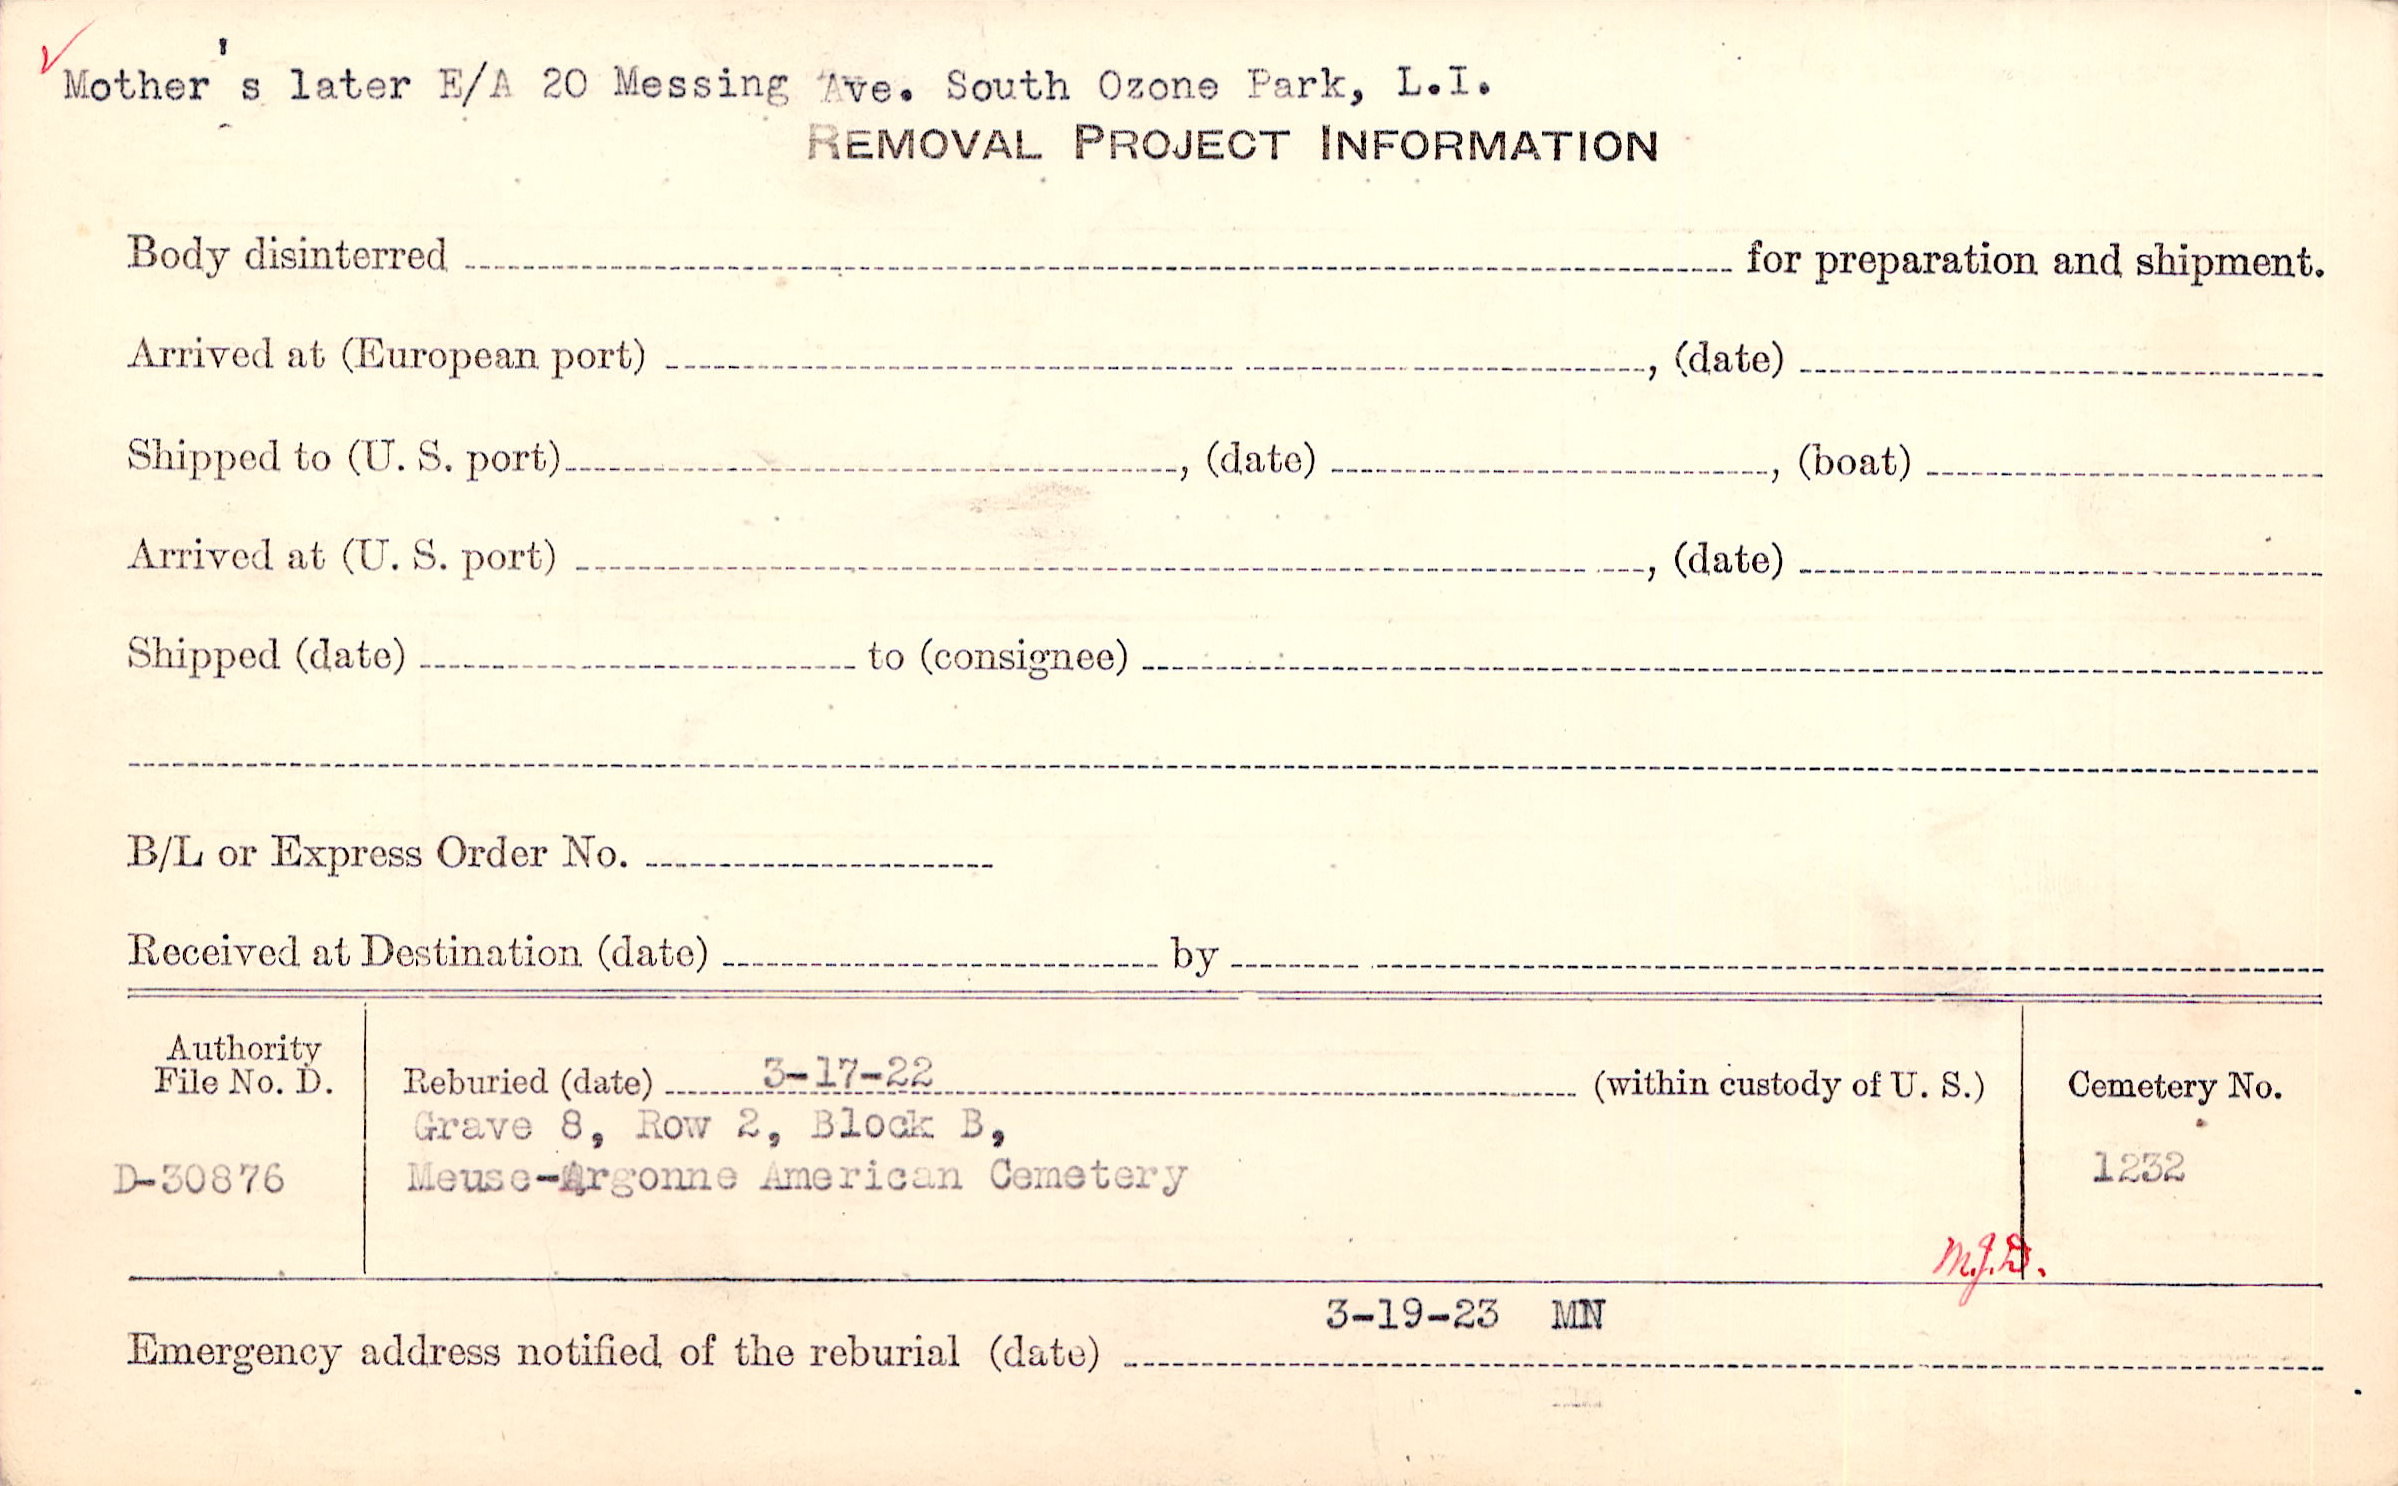 Mother's later E/A 20 Messing Ave. South Ozone Park, L.I.
REMOVAL PROJECT INFORMATION
Body disinterred for preparation and shipment.
Arrived at (European port) , (date)
Shipped to (U. S. port) , (date) , (boat)
Arrived at (U. S. port) , (date)
Shipped (date) to (consignee)
B/L or Express Order No.
Received at Destination (date) by
Authority
File No. D.
D-30876
Reburied (date) 3-17-22 (within custody of U. S.)
Grave 8, Row 2, Block B,
Meuse-Argonne American Cemetery
Cemetery No.
1232
M.J.D.
3-19-23 MN
Emergency address notified of the reburial (date)